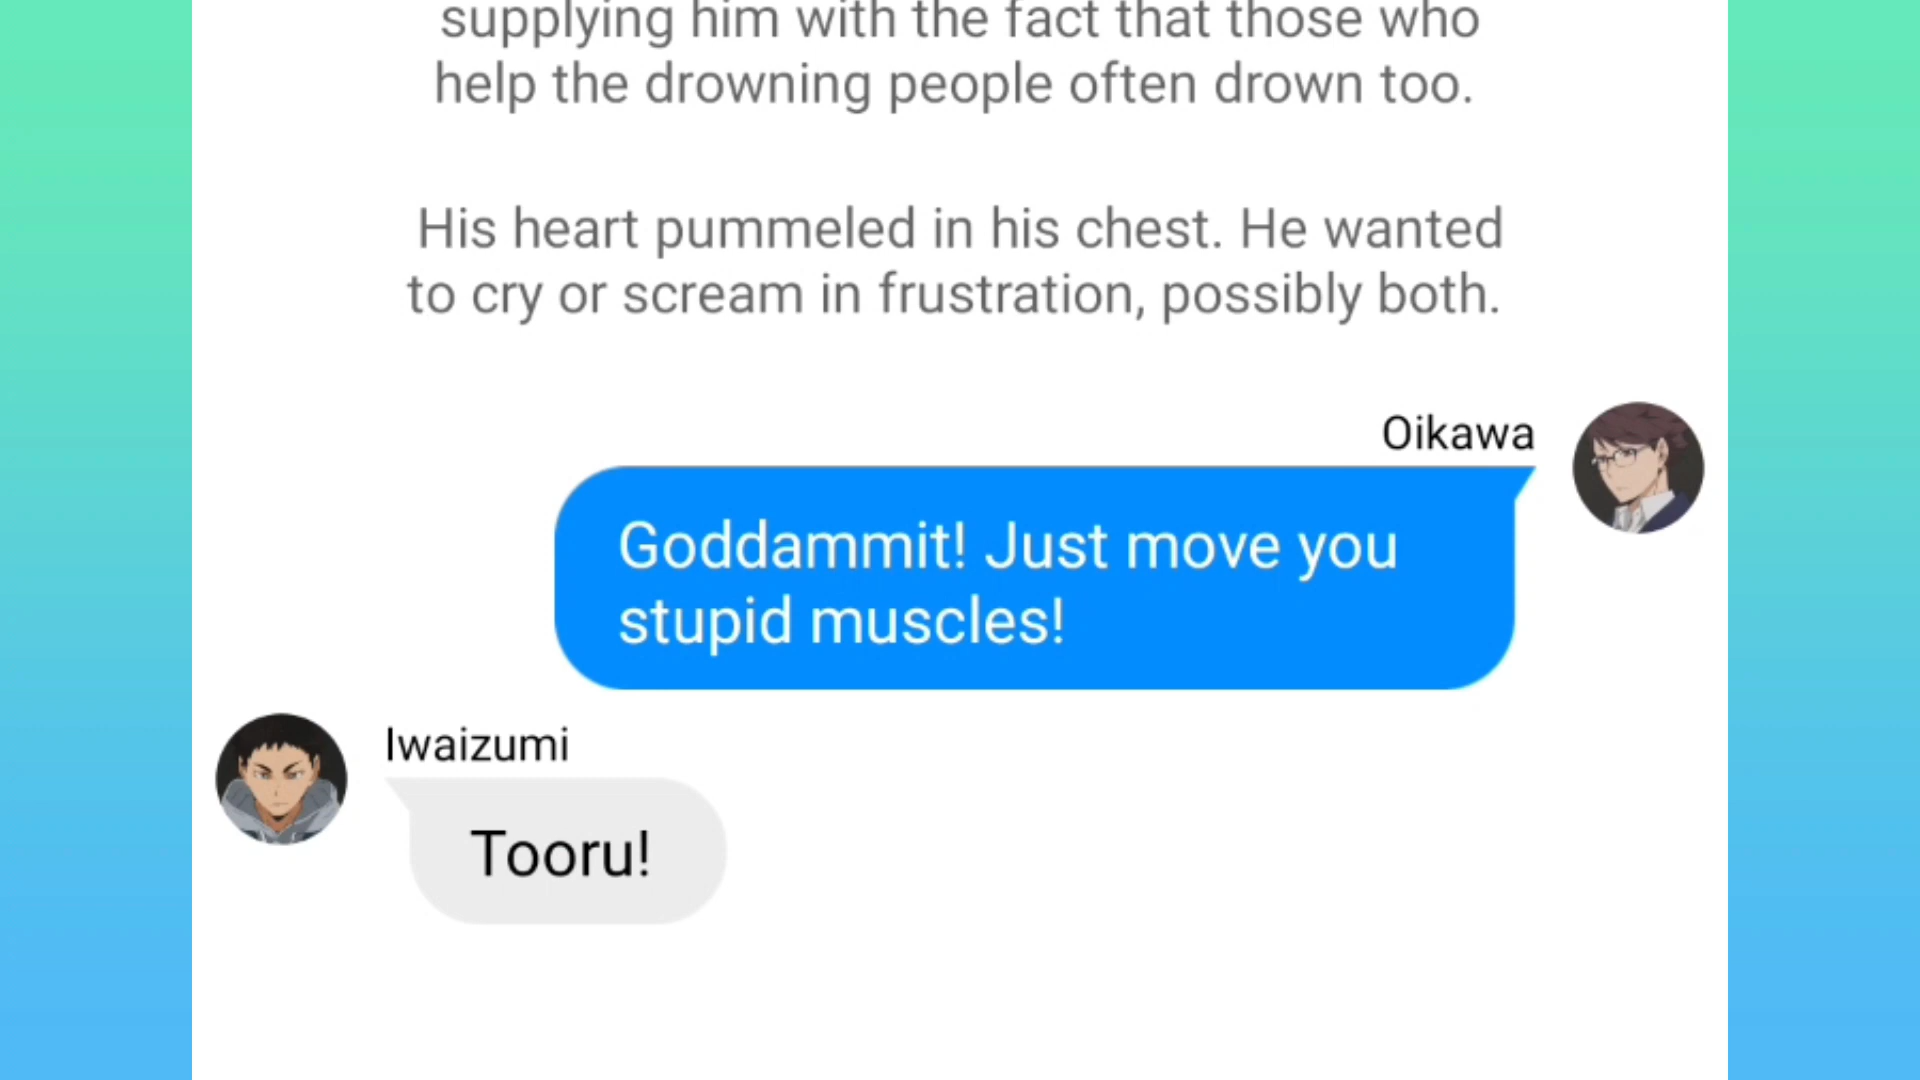 supplying him with the fact that those who
help the drowning people often drown too.
His heart pummeled in his chest. He wanted
to cry or scream in frustration, possibly both.
Oikawa
Goddammit! Just move you
stupid muscles!
Iwaizumi
Tooru!